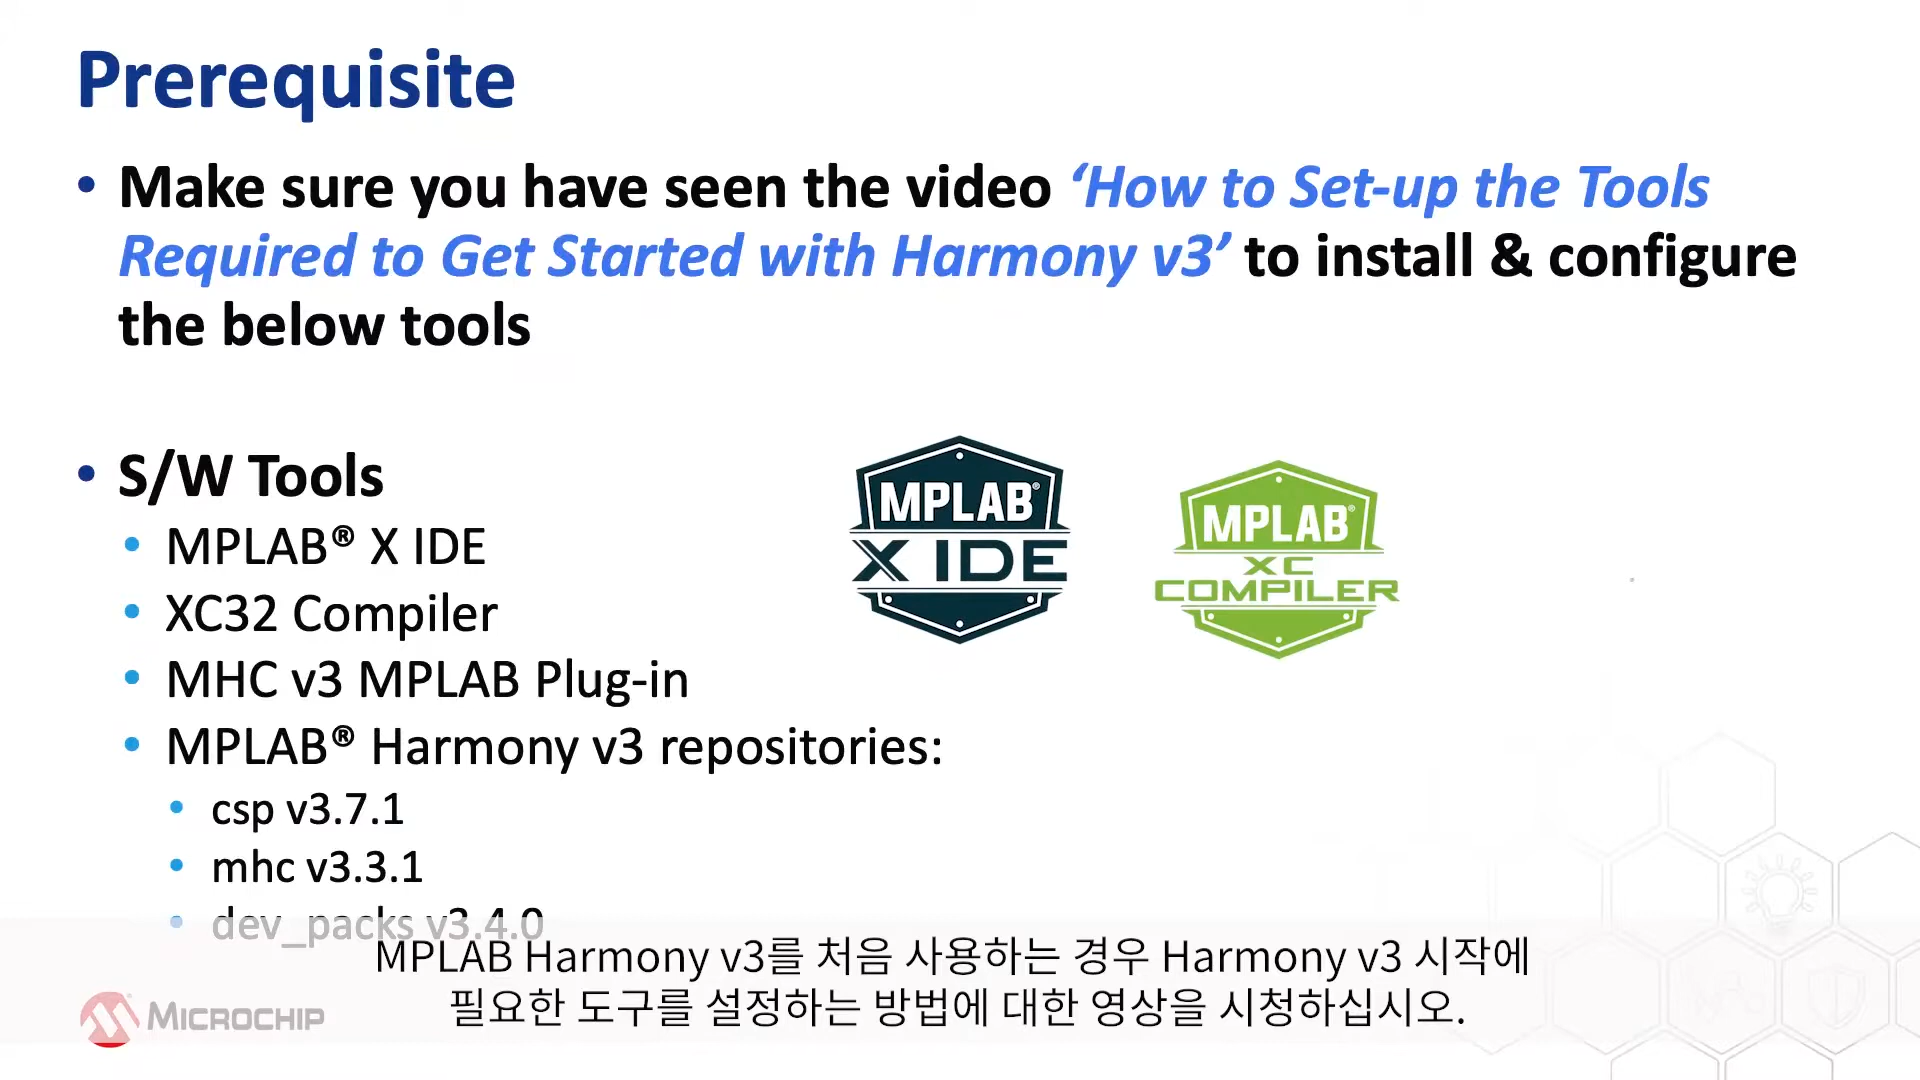 Prerequisite
• Make sure you have seen the video ‘How to Set-up the Tools
Required to Get Started with Harmony v3’ to install & configure
the below tools
• S/W Tools
• MPLAB® X IDE
• XC32 Compiler
• MHC v3 MPLAB Plug-in
• MPLAB® Harmony v3 repositories:
• csp v3.7.1
• mhc v3.3.1
• dev_packs v3.4.0
MPLAB®
X IDE
MPLAB®
XC
COMPILER
MPLAB Harmony v3를 처음 사용하는 경우 Harmony v3 시작에
필요한 도구를 설정하는 방법에 대한 영상을 시청하십시오.
MICROCHIP